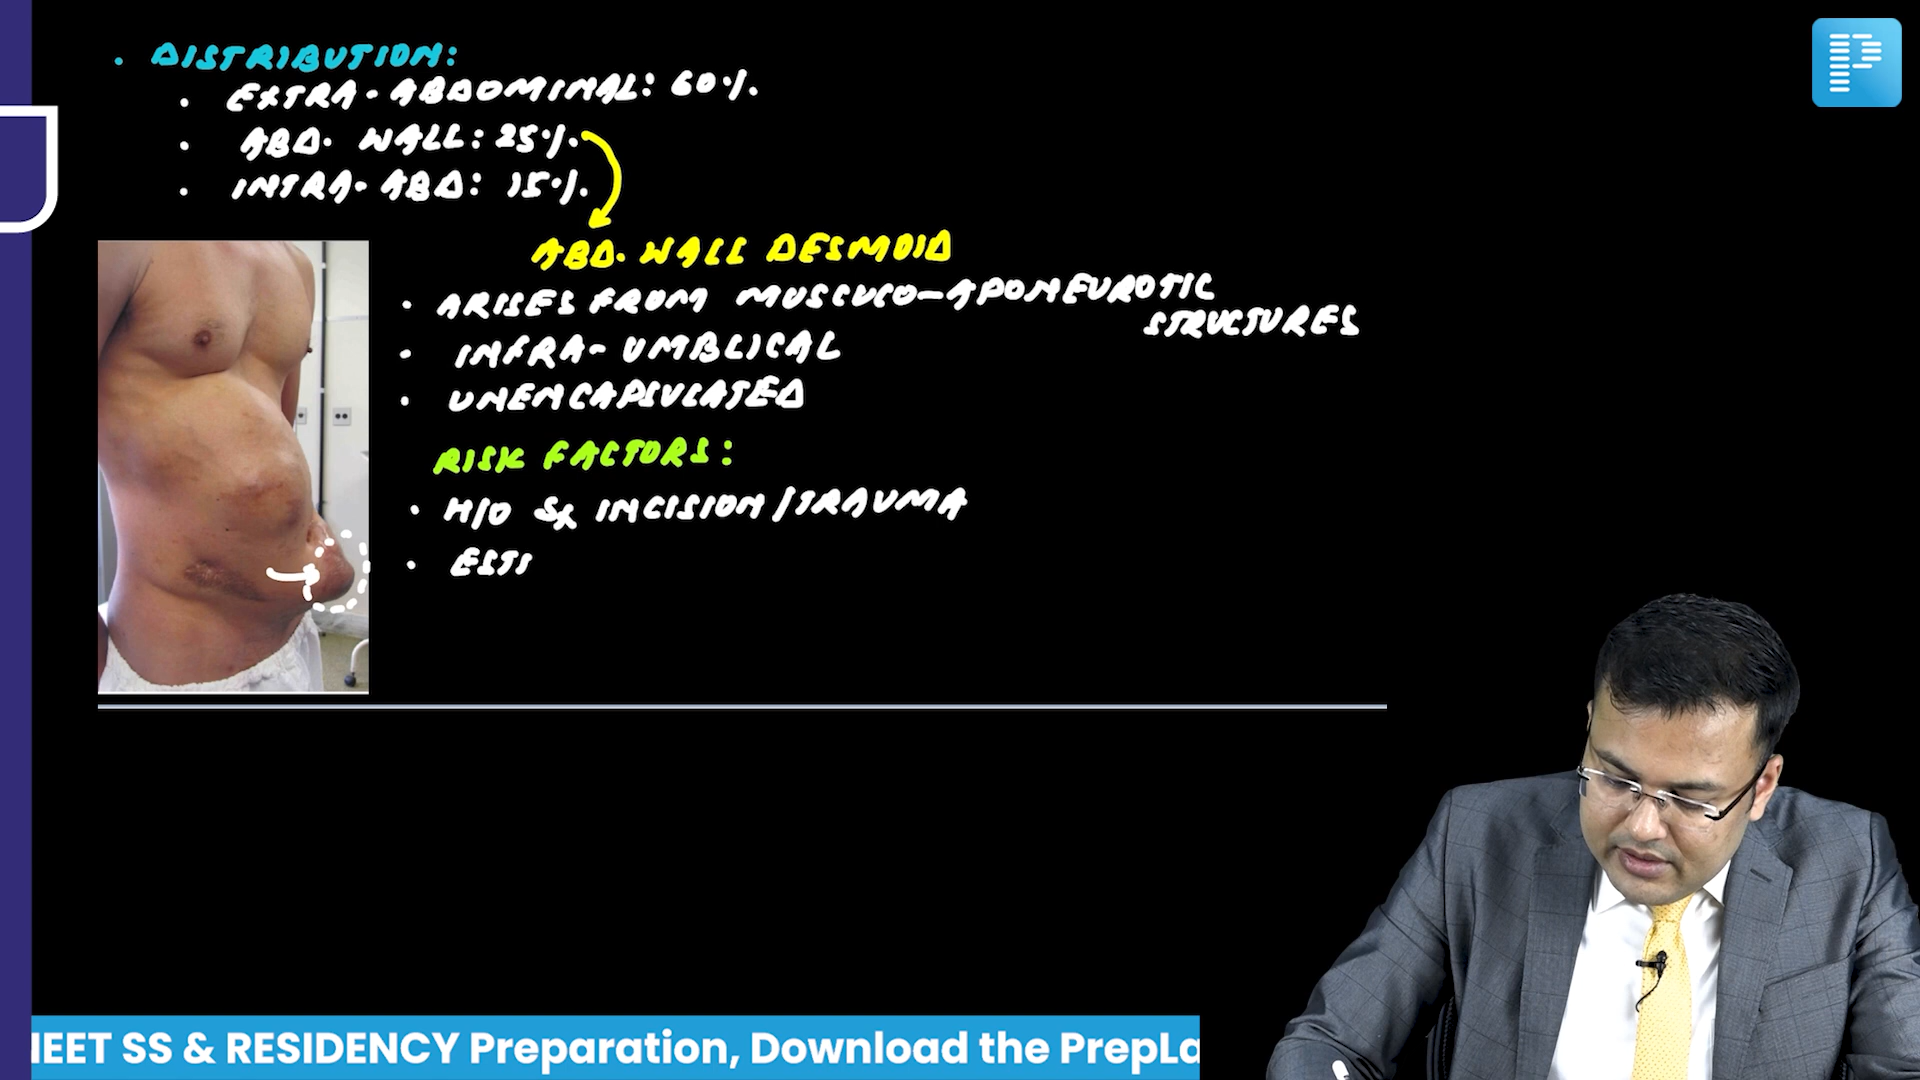 • DISTRIBUTION:
• EXTRA-ABDOMINAL: 60%.
• ABD. WALL: 25%.
• INTRA-ABD: 15%.
ABD. WALL DESMOID
• ARISES FROM MUSCULO-APONEUROTIC
STRUCTURES
• INFRA-UMBLICAL
• UNENCAPSULATED
RISK FACTORS:
• H/O Sx INCISION/TRAUMA
• ESTI
NEET SS & RESIDENCY Preparation, Download the PrepLa